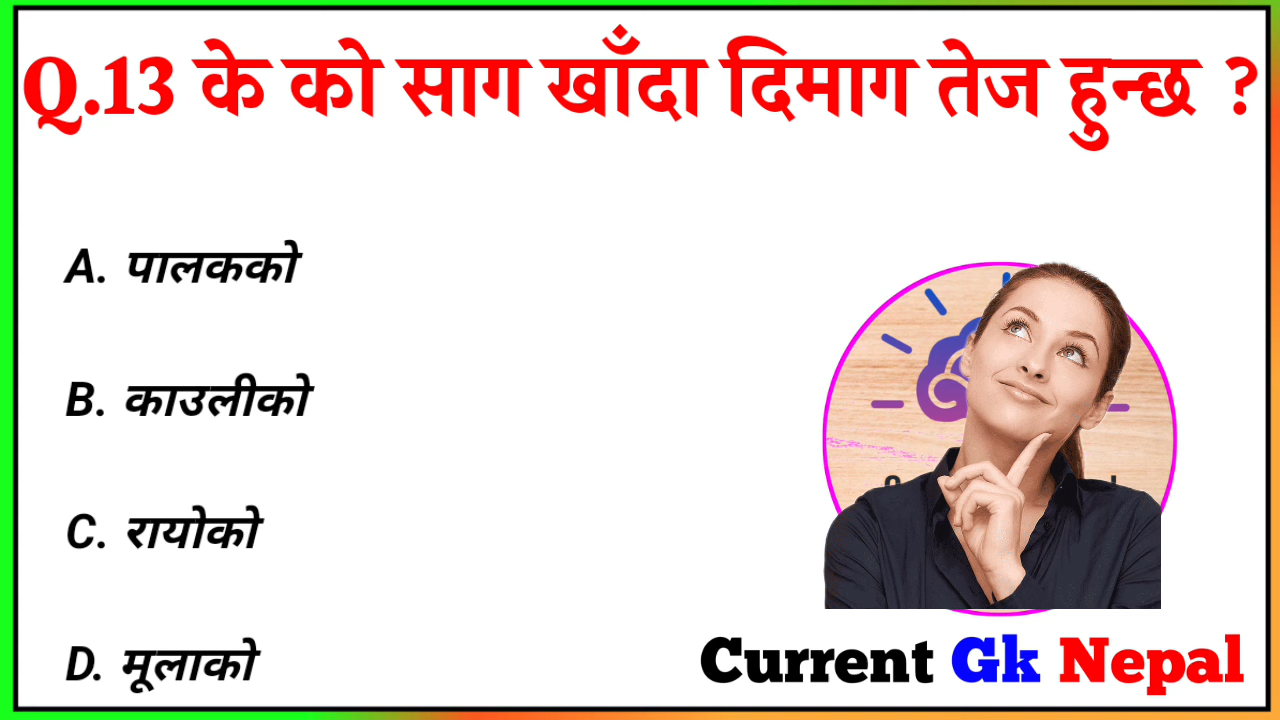 Q.13 के को साग खाँदा दिमाग तेज हुन्छ ?
A. पालकको
B. काउलीको
C. रायोको
D. मूलाको
Current Gk Nepal